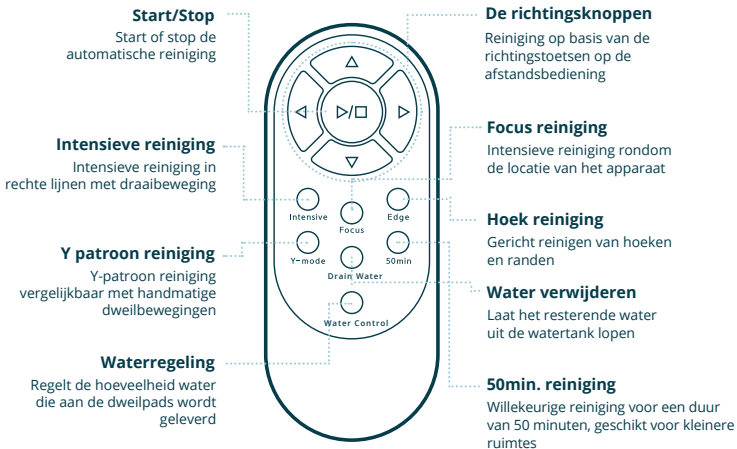 Start/Stop
Start of stop de
automatische reiniging
Intensieve reiniging
Intensieve reiniging in
rechte lijnen met draaibeweging
Y patroon reiniging
Y-patroon reiniging
vergelijkbaar met handmatige
dweilbewegingen
Waterregeling
Regelt de hoeveelheid water
die aan de dweilpads wordt
geleverd
Intensive
Focus
Edge
Y-mode
Drain Water
50min
Water Control
De richtingsknoppen
Reiniging op basis van de
richtingstoetsen op de
afstandsbediening
Focus reiniging
Intensieve reiniging rondom
de locatie van het apparaat
Hoek reiniging
Gericht reinigen van hoeken
en randen
Water verwijderen
Laat het resterende water
uit de watertank lopen
50min. reiniging
Willekeurige reiniging voor een duur
van 50 minuten, geschikt voor kleinere
ruimtes